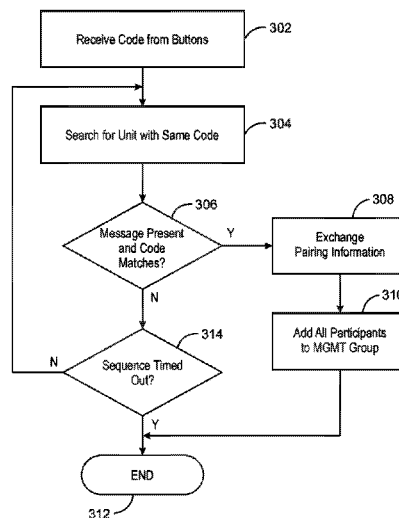 Receive Code from Buttons
302
Search for Unit with Same Code
304
306
Message Present
and Code
Matches?
Y
N
308
Exchange
Pairing Information
310
Add All Participants
to MGMT Group
314
Sequence Timed
Out?
N
Y
END
312